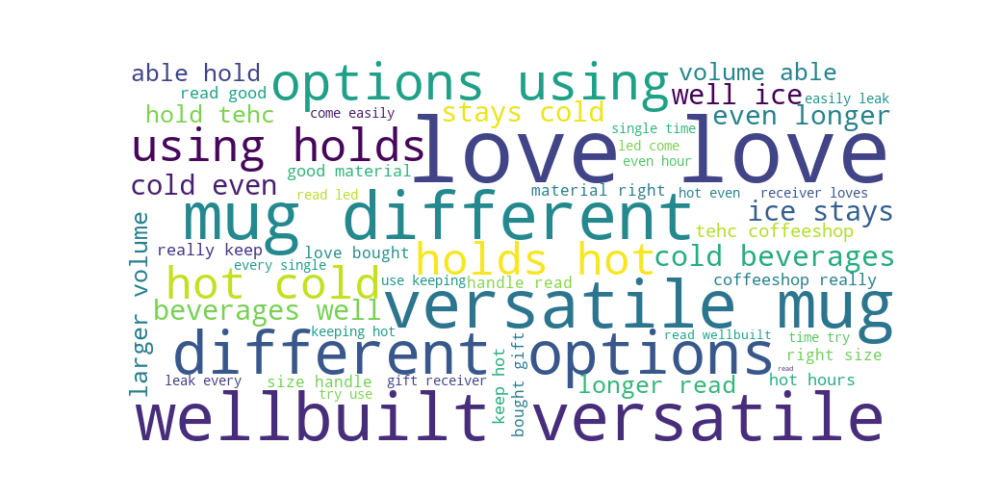 able hold
options using
volume able
read good
well ice
easily leak
hold tehc
come easily
stays cold
even longer
using holds
love love
single time
led come
even hour
good material
cold even
read led
mug different
material right
hot even
receiver loves
ice stays
tehc coffeeshop
larger volume
really keep
love bought
holds hot
cold beverages
every single
hot cold
use keeping
handle read
coffeeshop really
versatile mug
beverages well
keeping hot
read wellbuilt
time try
different options
keep hot
bought gift
right size
read
leak every
size handle
gift receiver
longer read
hot hours
try use
wellbuilt versatile